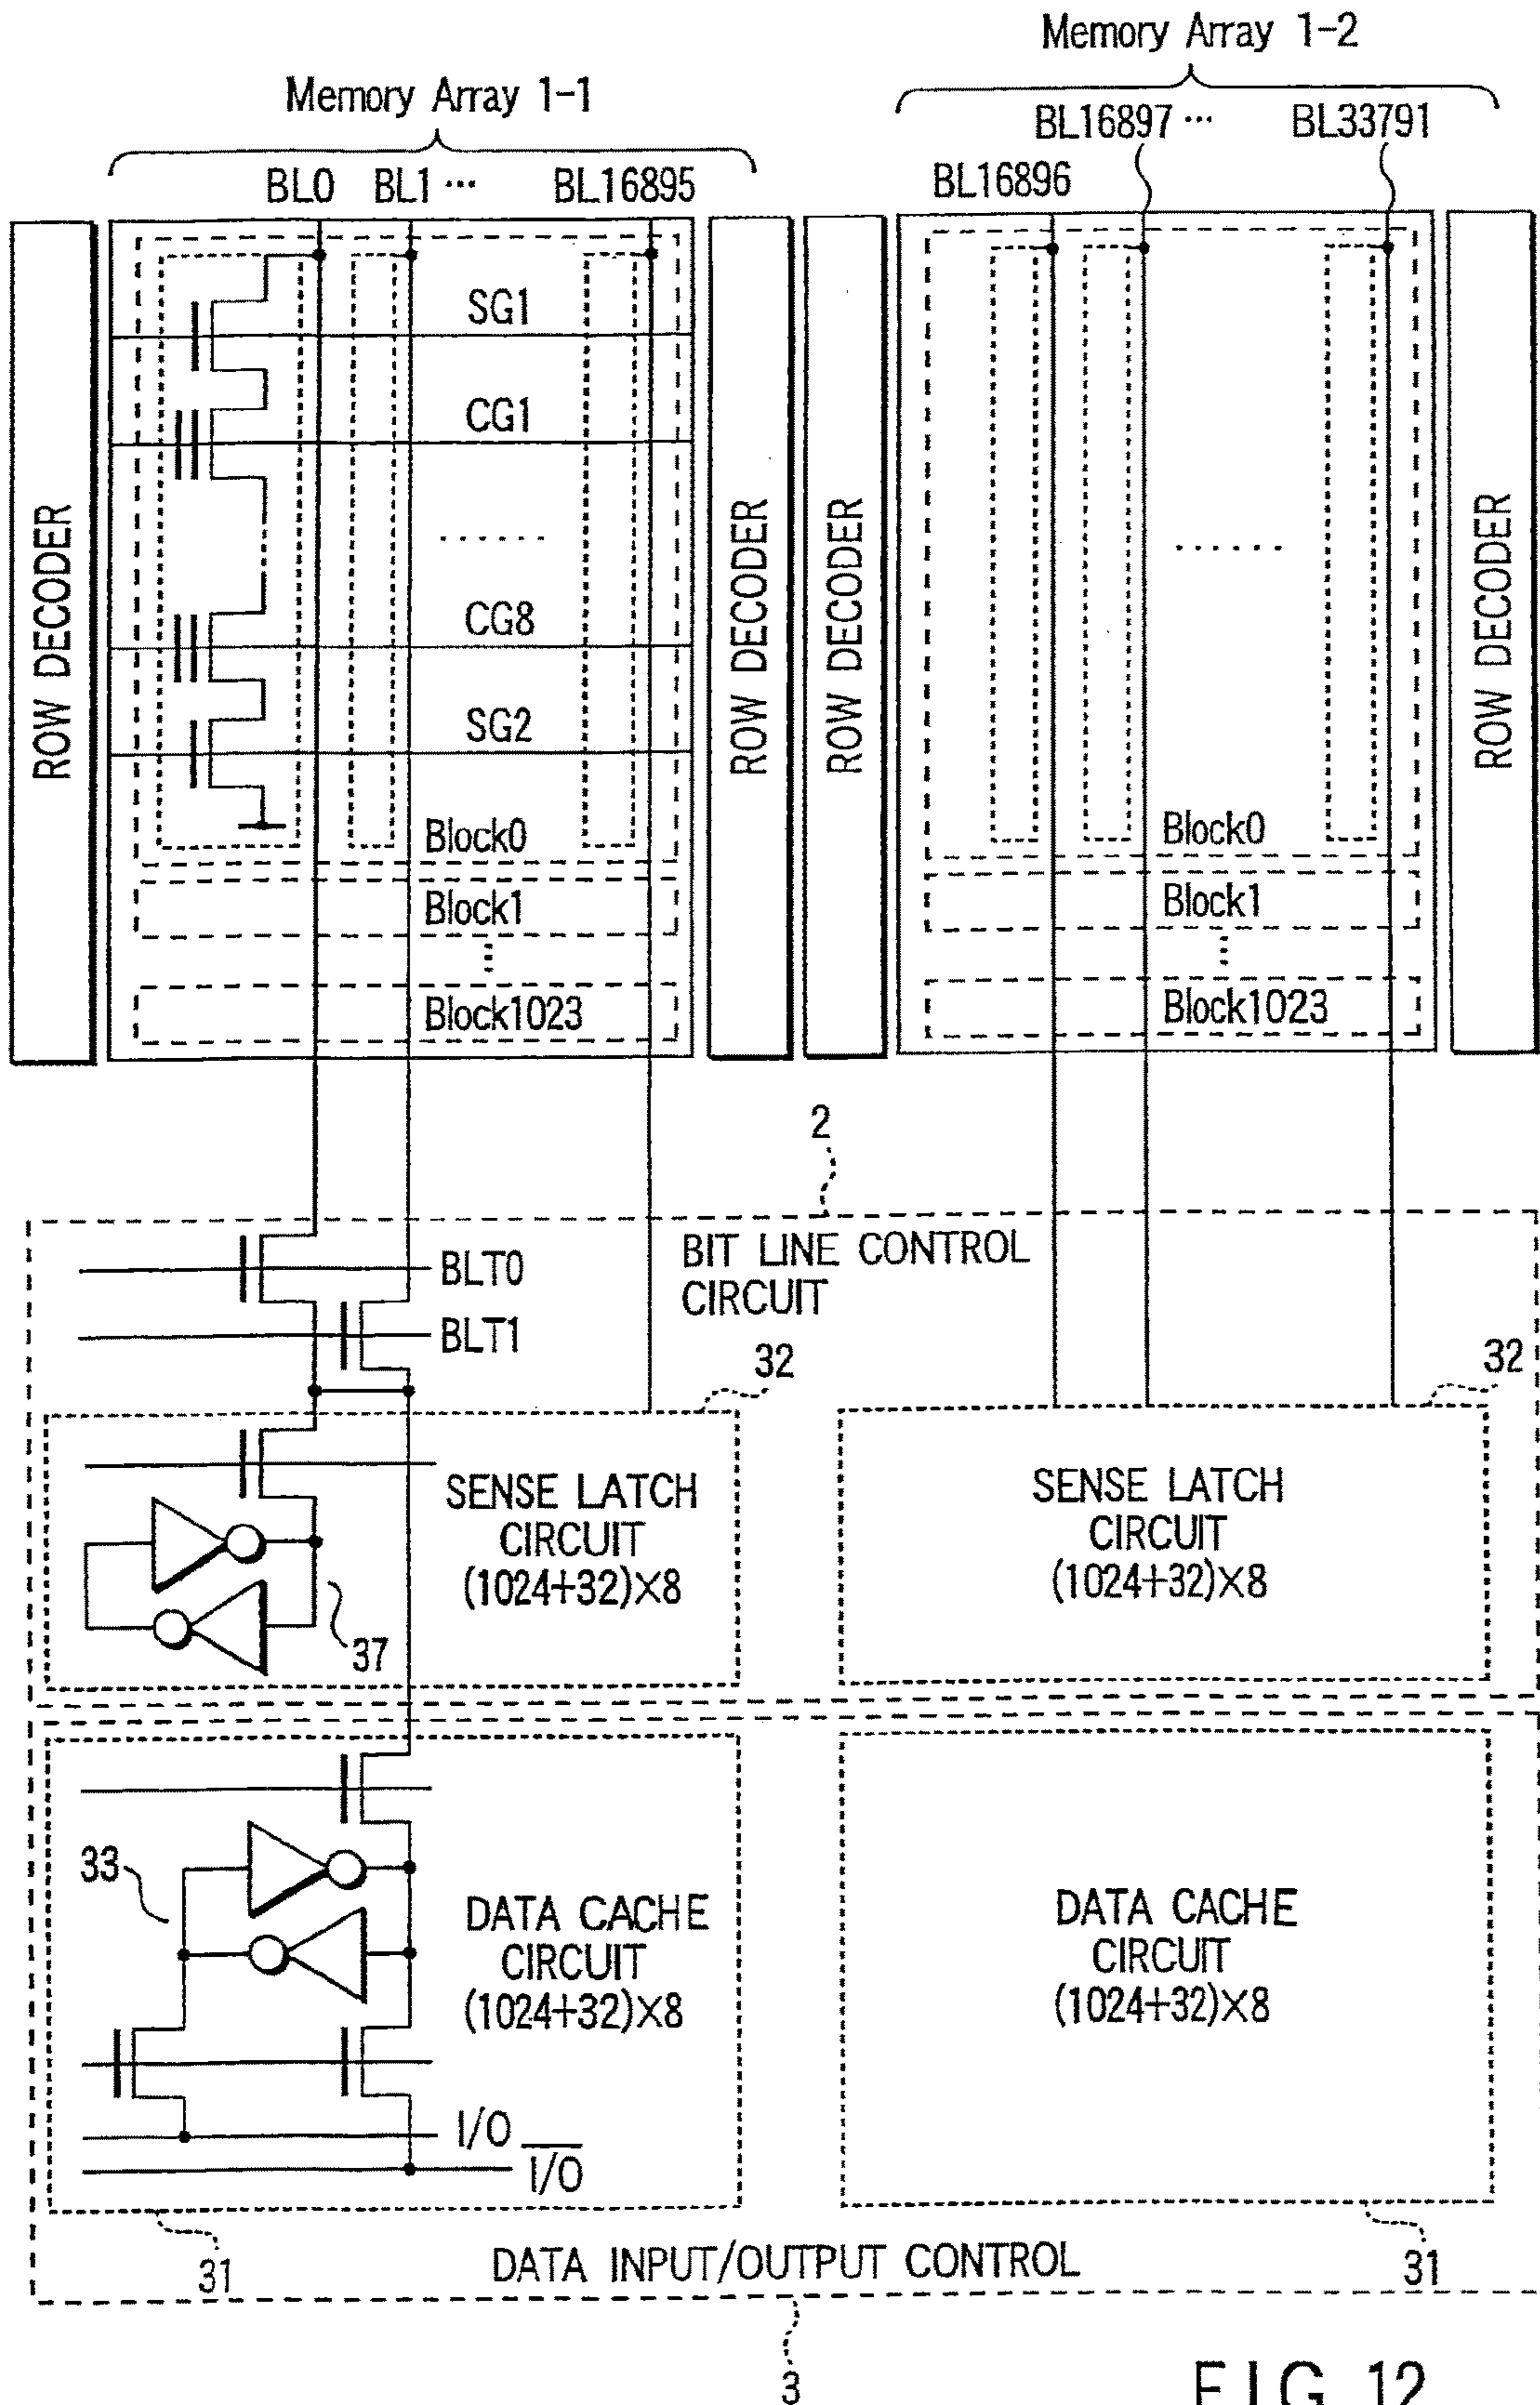 Memory Array 1-1
Memory Array 1-2
BL0 BL1 ··· BL16895
BL16896 BL16897 ··· BL33791
ROW DECODER
SG1
CG1
.......
CG8
SG2
Block0
Block1
⋮
Block1023
ROW DECODER
ROW DECODER
.......
Block0
Block1
⋮
Block1023
ROW DECODER
2
BIT LINE CONTROL
CIRCUIT
BLT0
BLT1
32
32
SENSE LATCH
CIRCUIT
(1024+32)×8
37
SENSE LATCH
CIRCUIT
(1024+32)×8
33
DATA CACHE
CIRCUIT
(1024+32)×8
DATA CACHE
CIRCUIT
(1024+32)×8
I/O
I/O
31
DATA INPUT/OUTPUT CONTROL
31
3
FIG. 12